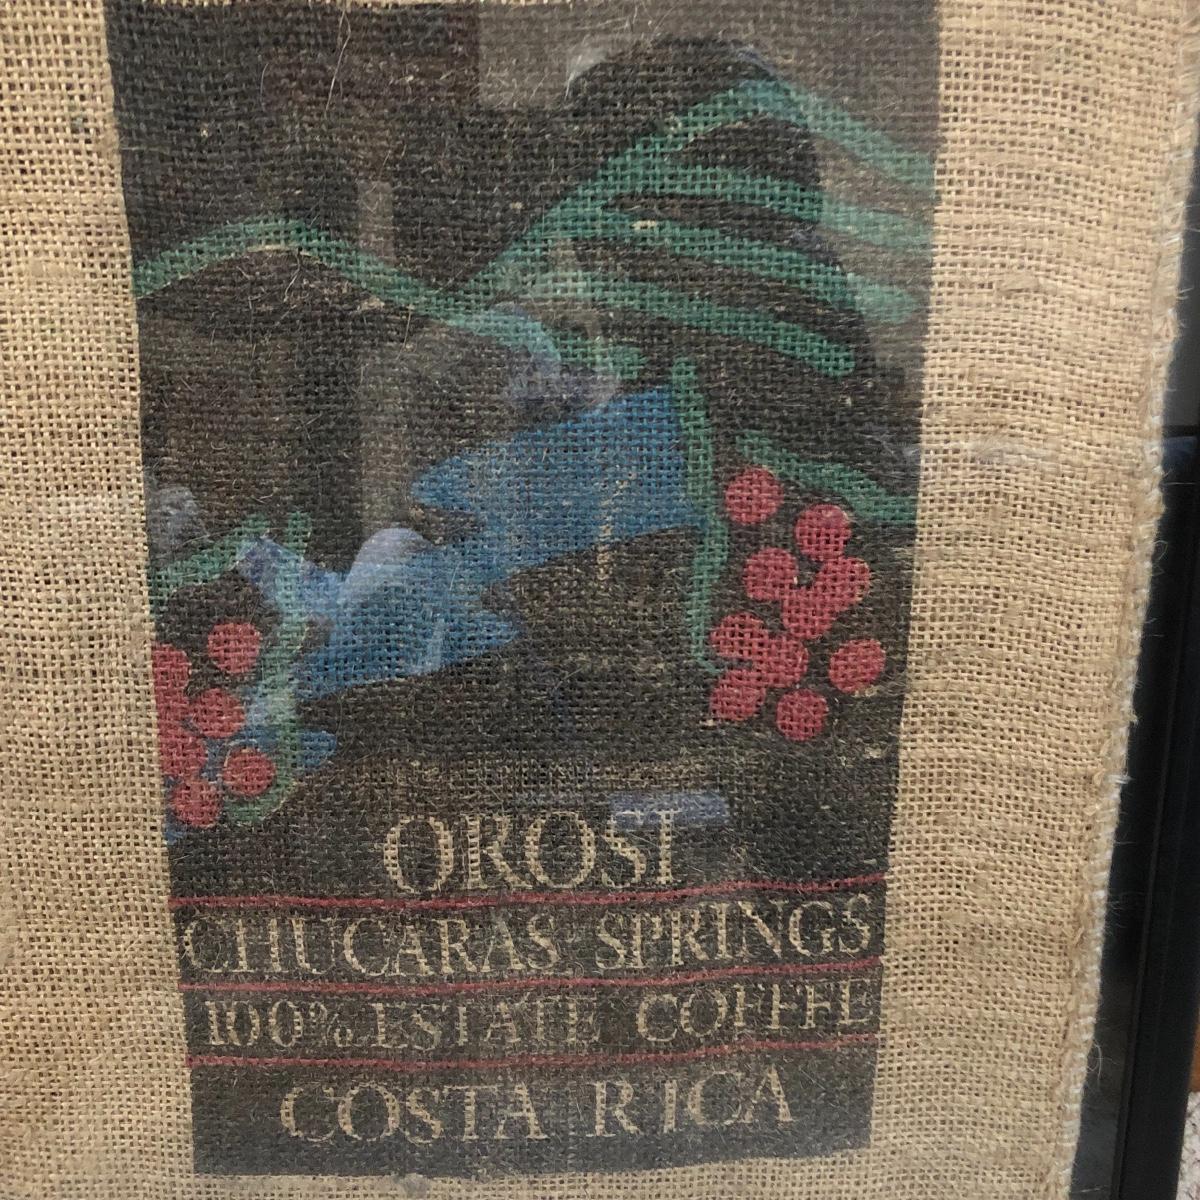 OROSI
CHUCARAS SPRINGS
100% ESTATE COFFEE
COSTA RICA